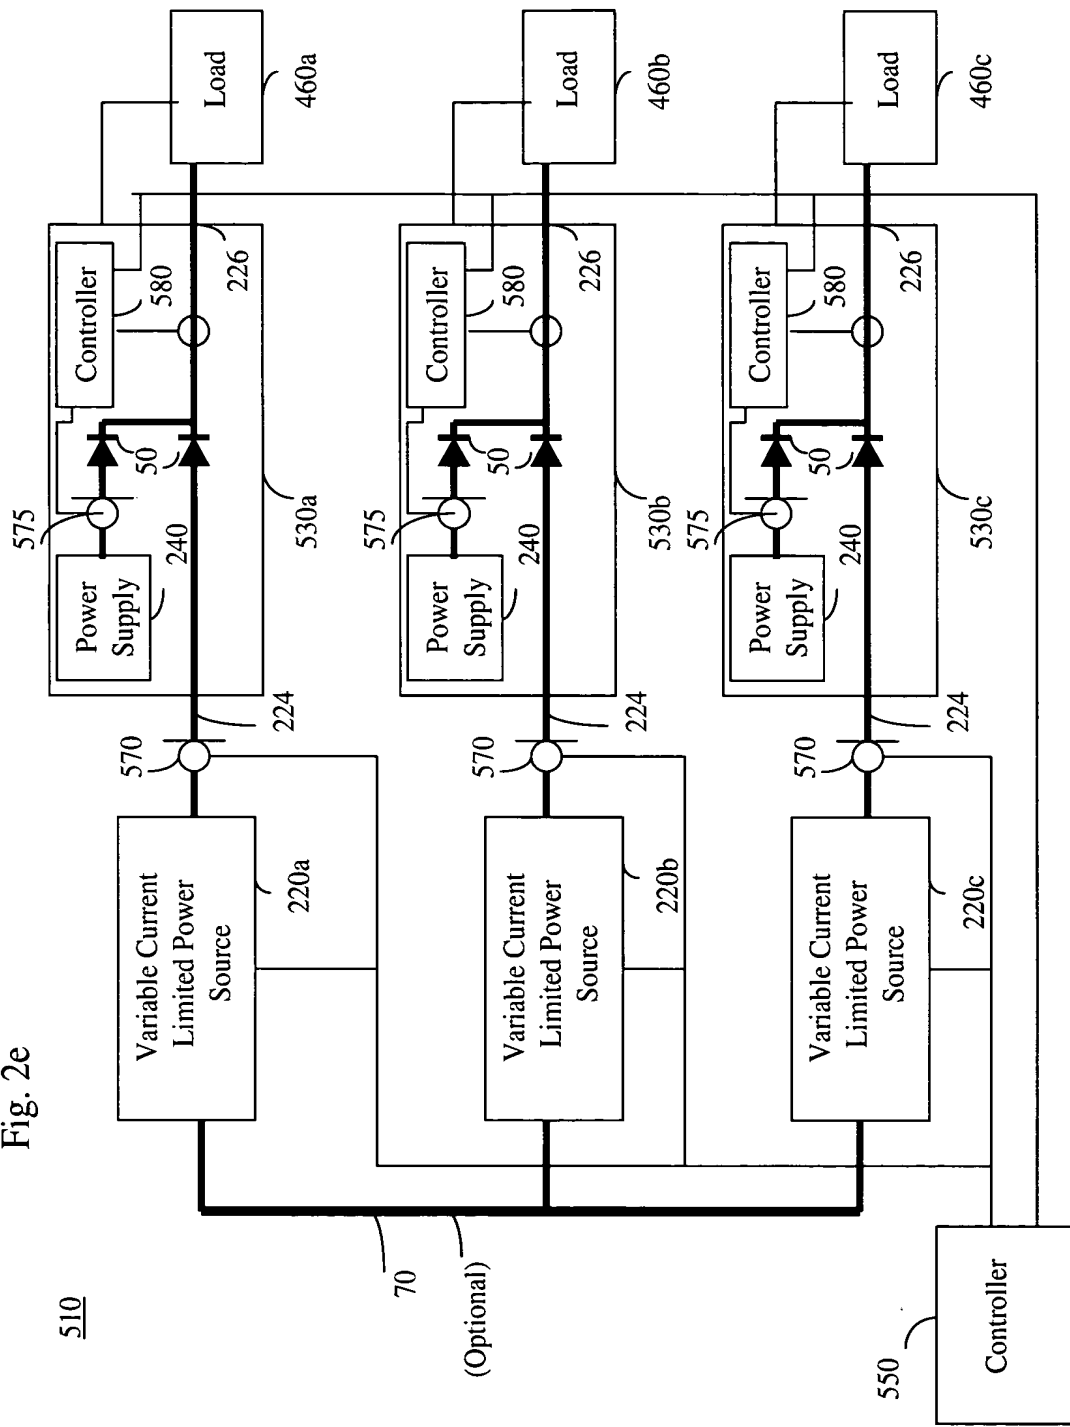 Fig. 2e
510
70
(Optional)
550
Controller
Variable Current
Limited Power
Source
220a
570
224
530a
Power
Supply
240
575
50
Controller
580
226
Load
460a
Variable Current
Limited Power
Source
220b
570
224
530b
Power
Supply
240
575
50
Controller
580
226
Load
460b
Variable Current
Limited Power
Source
220c
570
224
530c
Power
Supply
240
575
50
Controller
580
226
Load
460c